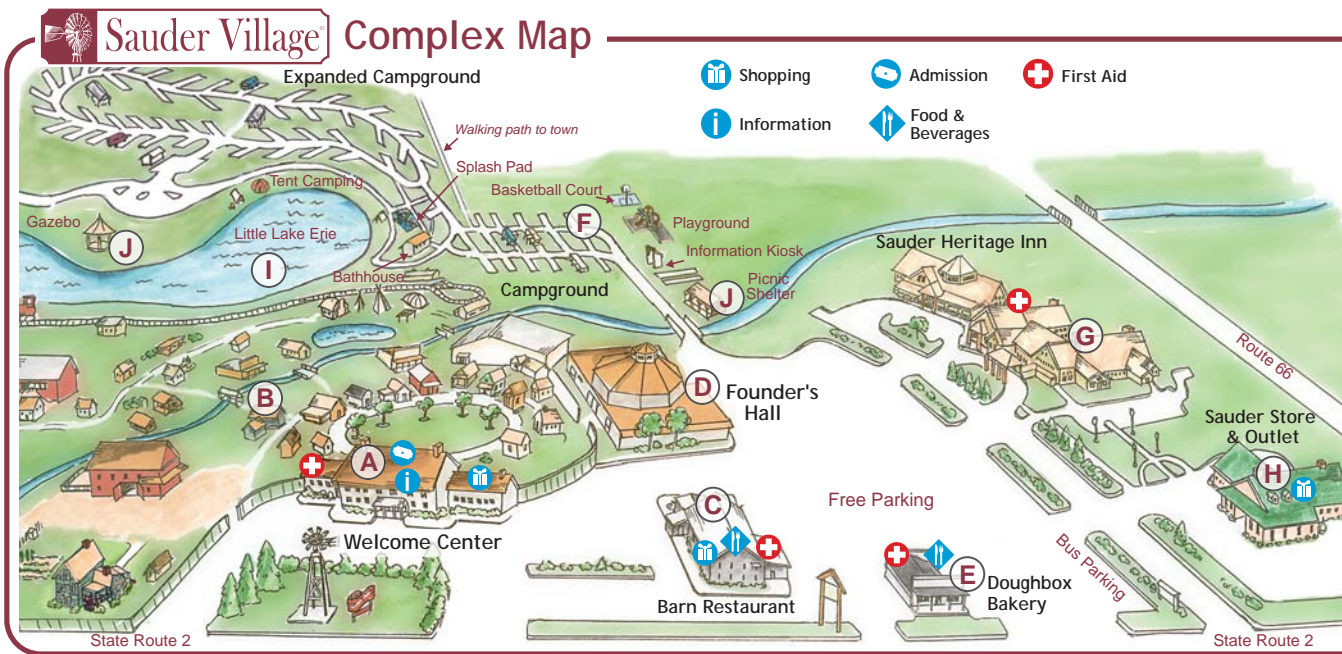 Sauder Village®
Complex Map
Shopping
Admission
First Aid
Information
Food &
Beverages
Expanded Campground
Walking path to town
Splash Pad
Tent Camping
Basketball Court
Gazebo
Little Lake Erie
F
Playground
J
I
Information Kiosk
Sauder Heritage Inn
Bathhouse
Campground
Picnic
Shelter
J
G
Route 66
B
D
Founder's
Hall
Sauder Store
& Outlet
A
i
H
C
Free Parking
Welcome Center
Bus Parking
E
Doughbox
Bakery
Barn Restaurant
State Route 2
State Route 2